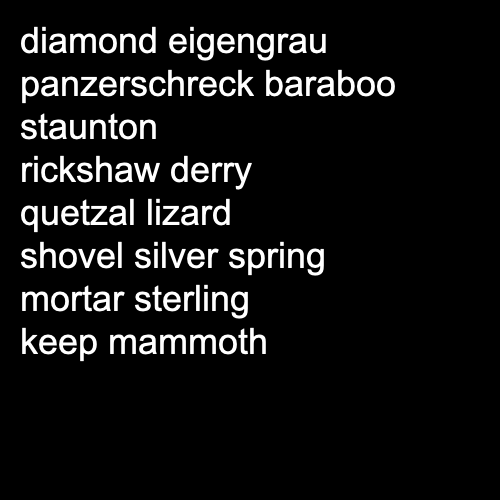 diamond eigengrau
panzerschreck baraboo
staunton
rickshaw derry
quetzal lizard
shovel silver spring
mortar sterling
keep mammoth